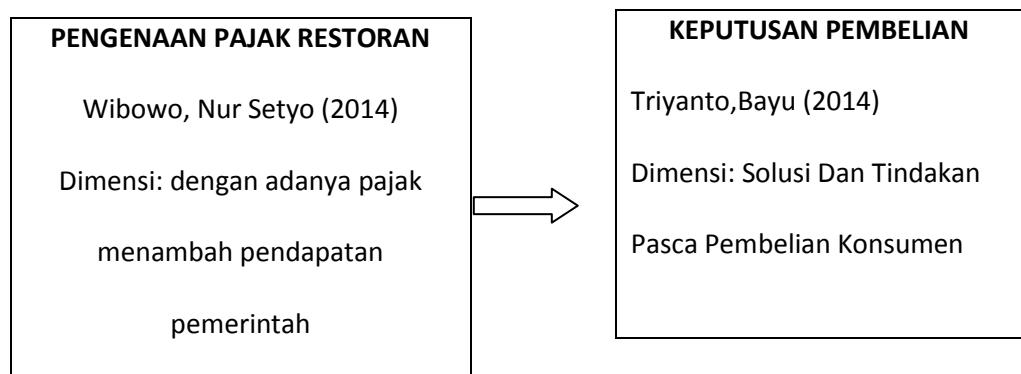 PENGENAAN PAJAK RESTORAN
Wibowo, Nur Setyo (2014)
Dimensi: dengan adanya pajak
menambah pendapatan
pemerintah
KEPUTUSAN PEMBELIAN
Triyanto,Bayu (2014)
Dimensi: Solusi Dan Tindakan
Pasca Pembelian Konsumen